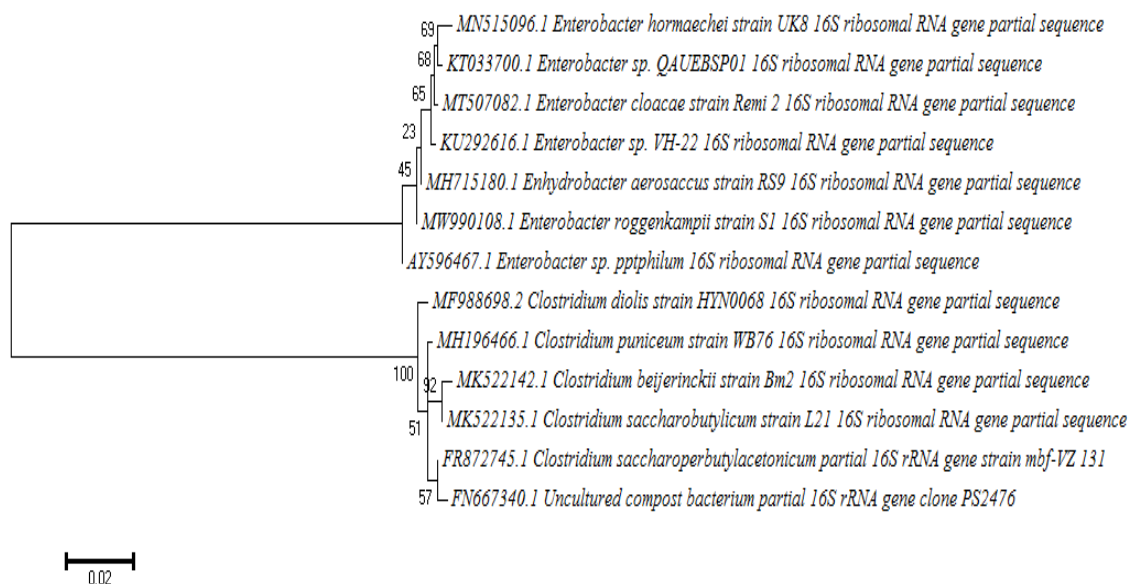 69
MN515096.1 Enterobacter hormaechei strain UK8 16S ribosomal RNA gene partial sequence
68
KT033700.1 Enterobacter sp. QAUEBSP01 16S ribosomal RNA gene partial sequence
65
MT507082.1 Enterobacter cloacae strain Remi 2 16S ribosomal RNA gene partial sequence
23
KU292616.1 Enterobacter sp. VH-22 16S ribosomal RNA gene partial sequence
45
MH715180.1 Enhydrobacter aerosaccus strain RS9 16S ribosomal RNA gene partial sequence
MW990108.1 Enterobacter roggenkampii strain S1 16S ribosomal RNA gene partial sequence
AY596467.1 Enterobacter sp. pptphilum 16S ribosomal RNA gene partial sequence
MF988698.2 Clostridium diolis strain HYN0068 16S ribosomal RNA gene partial sequence
MH196466.1 Clostridium puniceum strain WB76 16S ribosomal RNA gene partial sequence
100
92
MK522142.1 Clostridium beijerinckii strain Bm2 16S ribosomal RNA gene partial sequence
MK522135.1 Clostridium saccharobutylicum strain L21 16S ribosomal RNA gene partial sequence
51
FR872745.1 Clostridium saccharoperbutylacetonicum partial 16S rRNA gene strain mbf-VZ 131
57
FN667340.1 Uncultured compost bacterium partial 16S rRNA gene clone PS2476
0.02